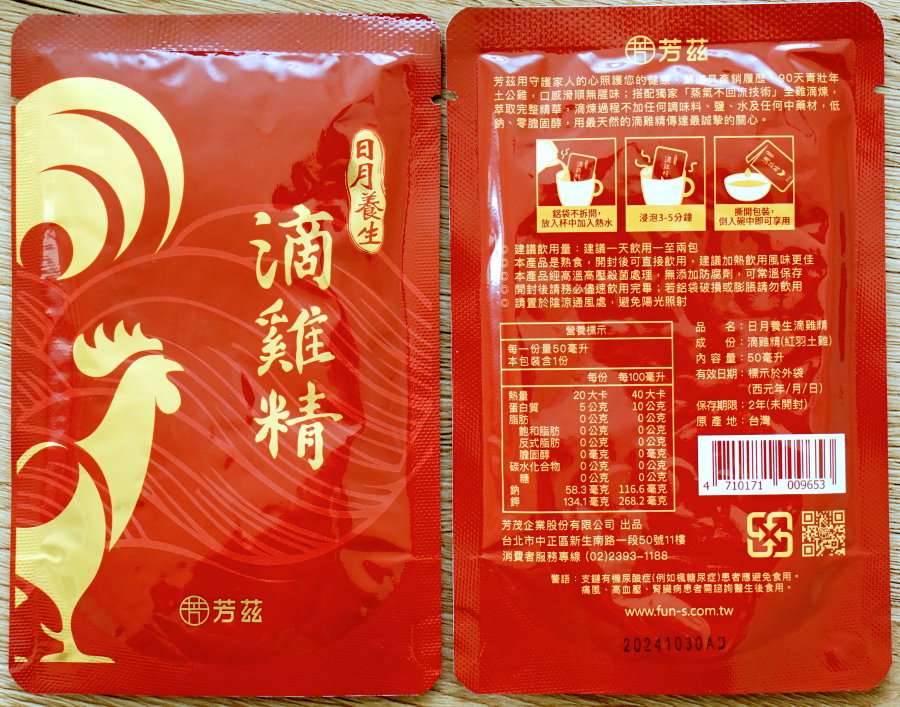 日月養生
滴雞精
芳茲
芳茲
芳茲用守護家人的心照護您的健康，嚴選具產銷履歷、90天青壯年
土公雞，口感滑順無腥味；搭配獨家「蒸氣不回流技術」全雞滴煉，
萃取完整精華。滴煉過程不加任何調味料、鹽、水及任何中藥材，低
鈉、零膽固醇，用最天然的滴雞精傳達最誠摯的關心。
鋁袋不拆開，
放入杯中加入熱水
浸泡3-5分鐘
撕開包裝，
倒入碗中即可享用
◎ 建議飲用量：建議一天飲用一至兩包
◎ 本產品是熟食，開封後可直接飲用，建議加熱飲用風味更佳
◎ 本產品經高溫高壓殺菌處理，無添加防腐劑，可常溫保存
◎ 開封後請務必儘速飲用完畢；若鋁袋破損或膨脹請勿飲用
◎ 請置於陰涼通風處，避免陽光照射
營養標示
每一份量50毫升
本包裝含1份
每份 每100毫升
熱量 20 大卡 40 大卡
蛋白質 5 公克 10 公克
脂肪 0 公克 0 公克
飽和脂肪 0 公克 0 公克
反式脂肪 0 公克 0 公克
膽固醇 0 毫克 0 毫克
碳水化合物 0 公克 0 公克
糖 0 公克 0 公克
鈉 58.3 毫克 116.6 毫克
鉀 134.1 毫克 268.2 毫克
品名：日月養生滴雞精
成份：滴雞精(紅羽土雞)
內容量：50毫升
有效日期：標示於外袋
(西元年/月/日)
保存期限：2年(未開封)
原產地：台灣
4 710171 009653
芳茂企業股份有限公司 出品
台北市中正區新生南路一段50號11樓
消費者服務專線 (02)2393-1188
警語：支鏈有機尿酸症(例如楓糖尿症)患者應避免食用。
痛風、高血壓、腎臟病患者需諮詢醫生後食用。
www.fun-s.com.tw
20241030AD